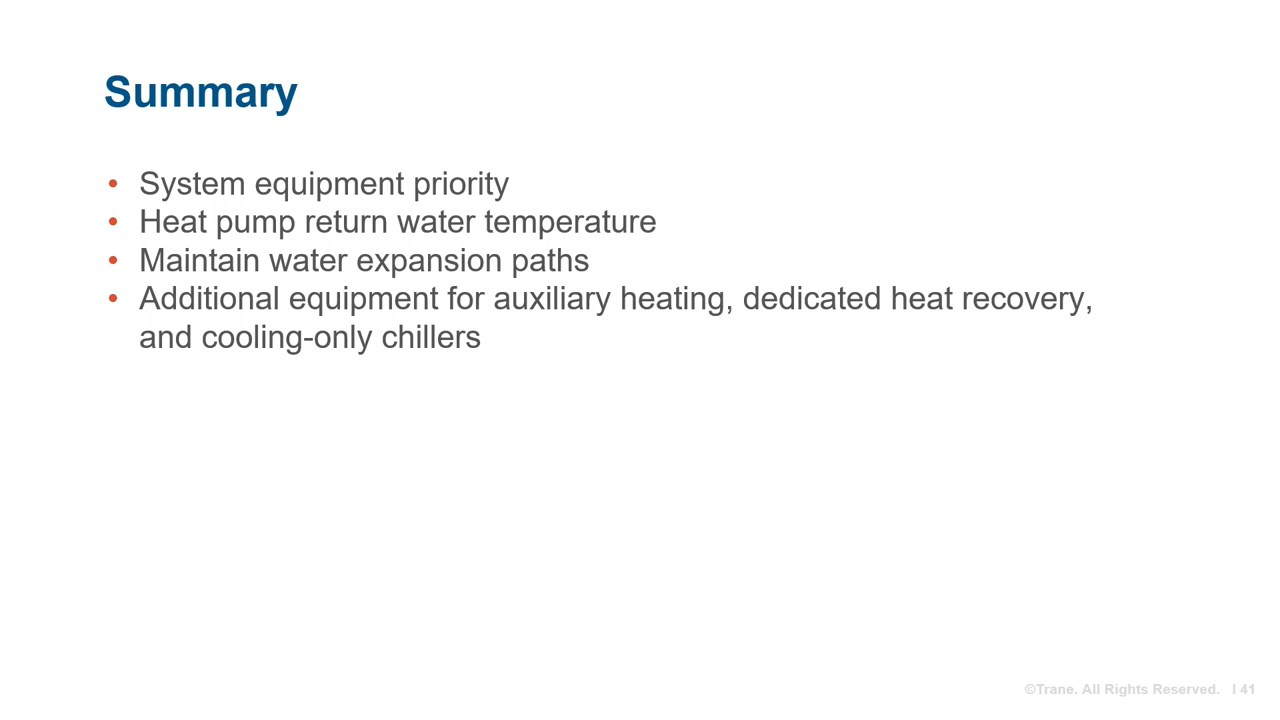 Summary
• System equipment priority
• Heat pump return water temperature
• Maintain water expansion paths
• Additional equipment for auxiliary heating, dedicated heat recovery,
and cooling-only chillers
©Trane. All Rights Reserved. I 41